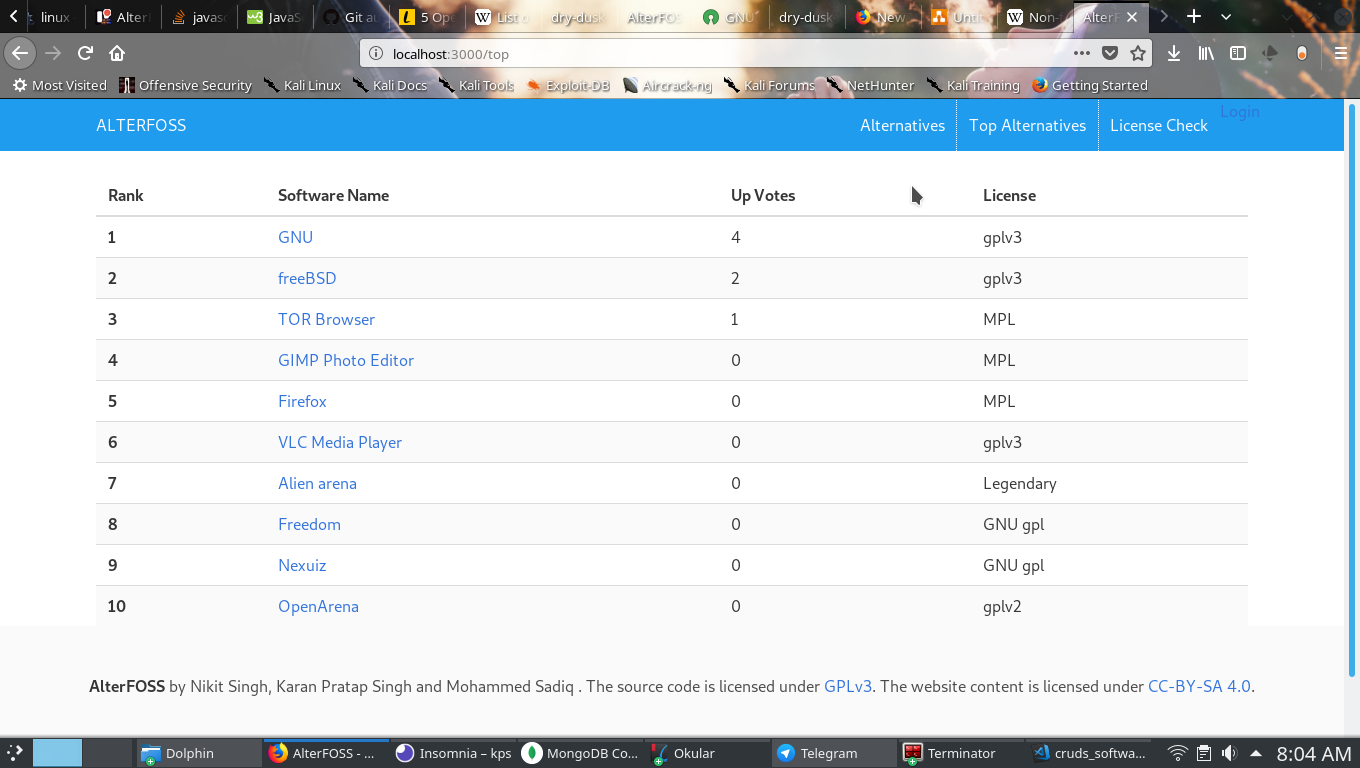 linux
AlterF
javasc
JavaS
Git au
5 Ope
List o
dry-dusk
AlterFOS
GNU
dry-dusk
New
Unti
Non-
AlterF
localhost:3000/top
Most Visited Offensive Security Kali Linux Kali Docs Kali Tools Exploit-DB Aircrack-ng Kali Forums NetHunter Kali Training Getting Started
ALTERFOSS Alternatives Top Alternatives License Check Login
Rank Software Name Up Votes License
1 GNU 4 gplv3
2 freeBSD 2 gplv3
3 TOR Browser 1 MPL
4 GIMP Photo Editor 0 MPL
5 Firefox 0 MPL
6 VLC Media Player 0 gplv3
7 Alien arena 0 Legendary
8 Freedom 0 GNU gpl
9 Nexuiz 0 GNU gpl
10 OpenArena 0 gplv2
AlterFOSS by Nikit Singh, Karan Pratap Singh and Mohammed Sadiq . The source code is licensed under GPLv3. The website content is licensed under CC-BY-SA 4.0.
Dolphin AlterFOSS - ... Insomnia – kps MongoDB Co... Okular Telegram Terminator cruds_softwa... 8:04 AM